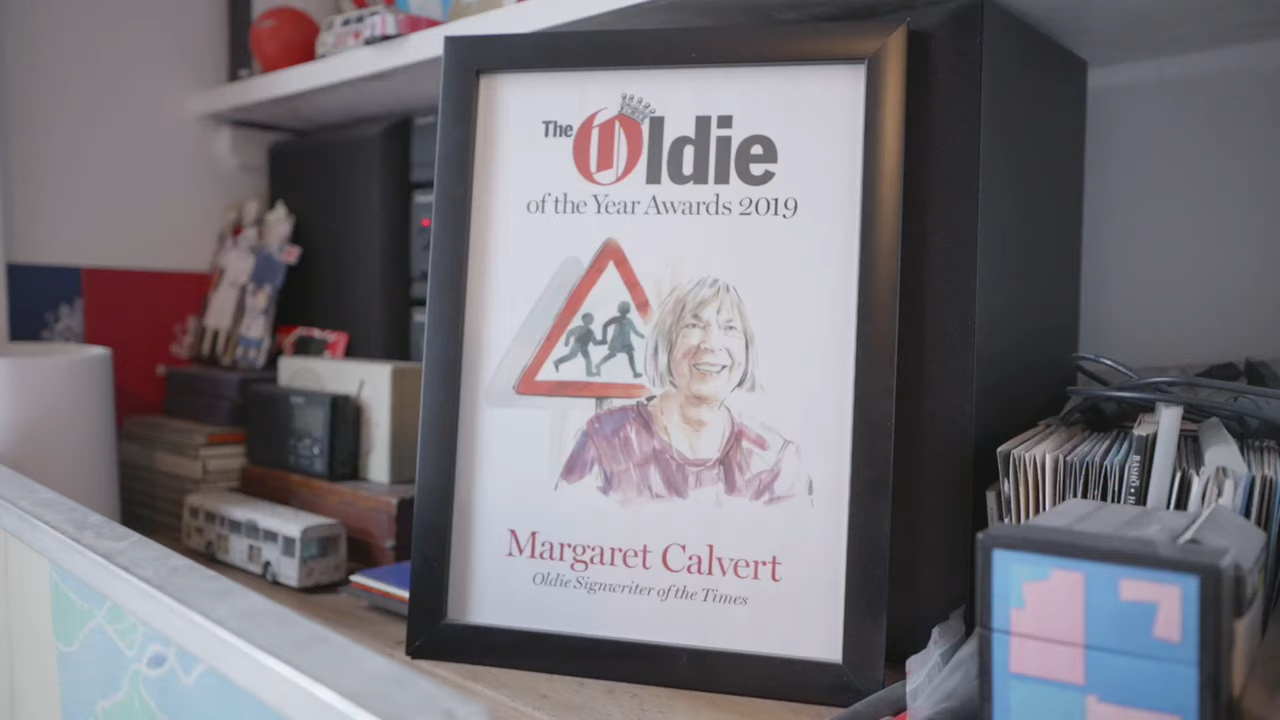 The Oldie
of the Year Awards 2019
Margaret Calvert
Oldie Signwriter of the Times